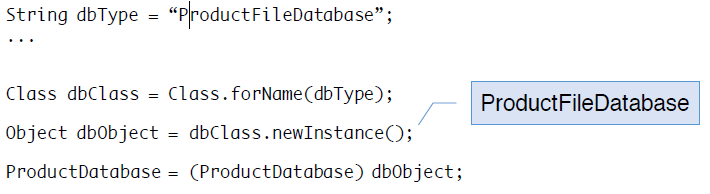 String dbType = “ProductFileDatabase”;
...
Class dbClass = Class.forName(dbType);
ProductFileDatabase
Object dbObject = dbClass.newInstance();
ProductDatabase = (ProductDatabase) dbObject;